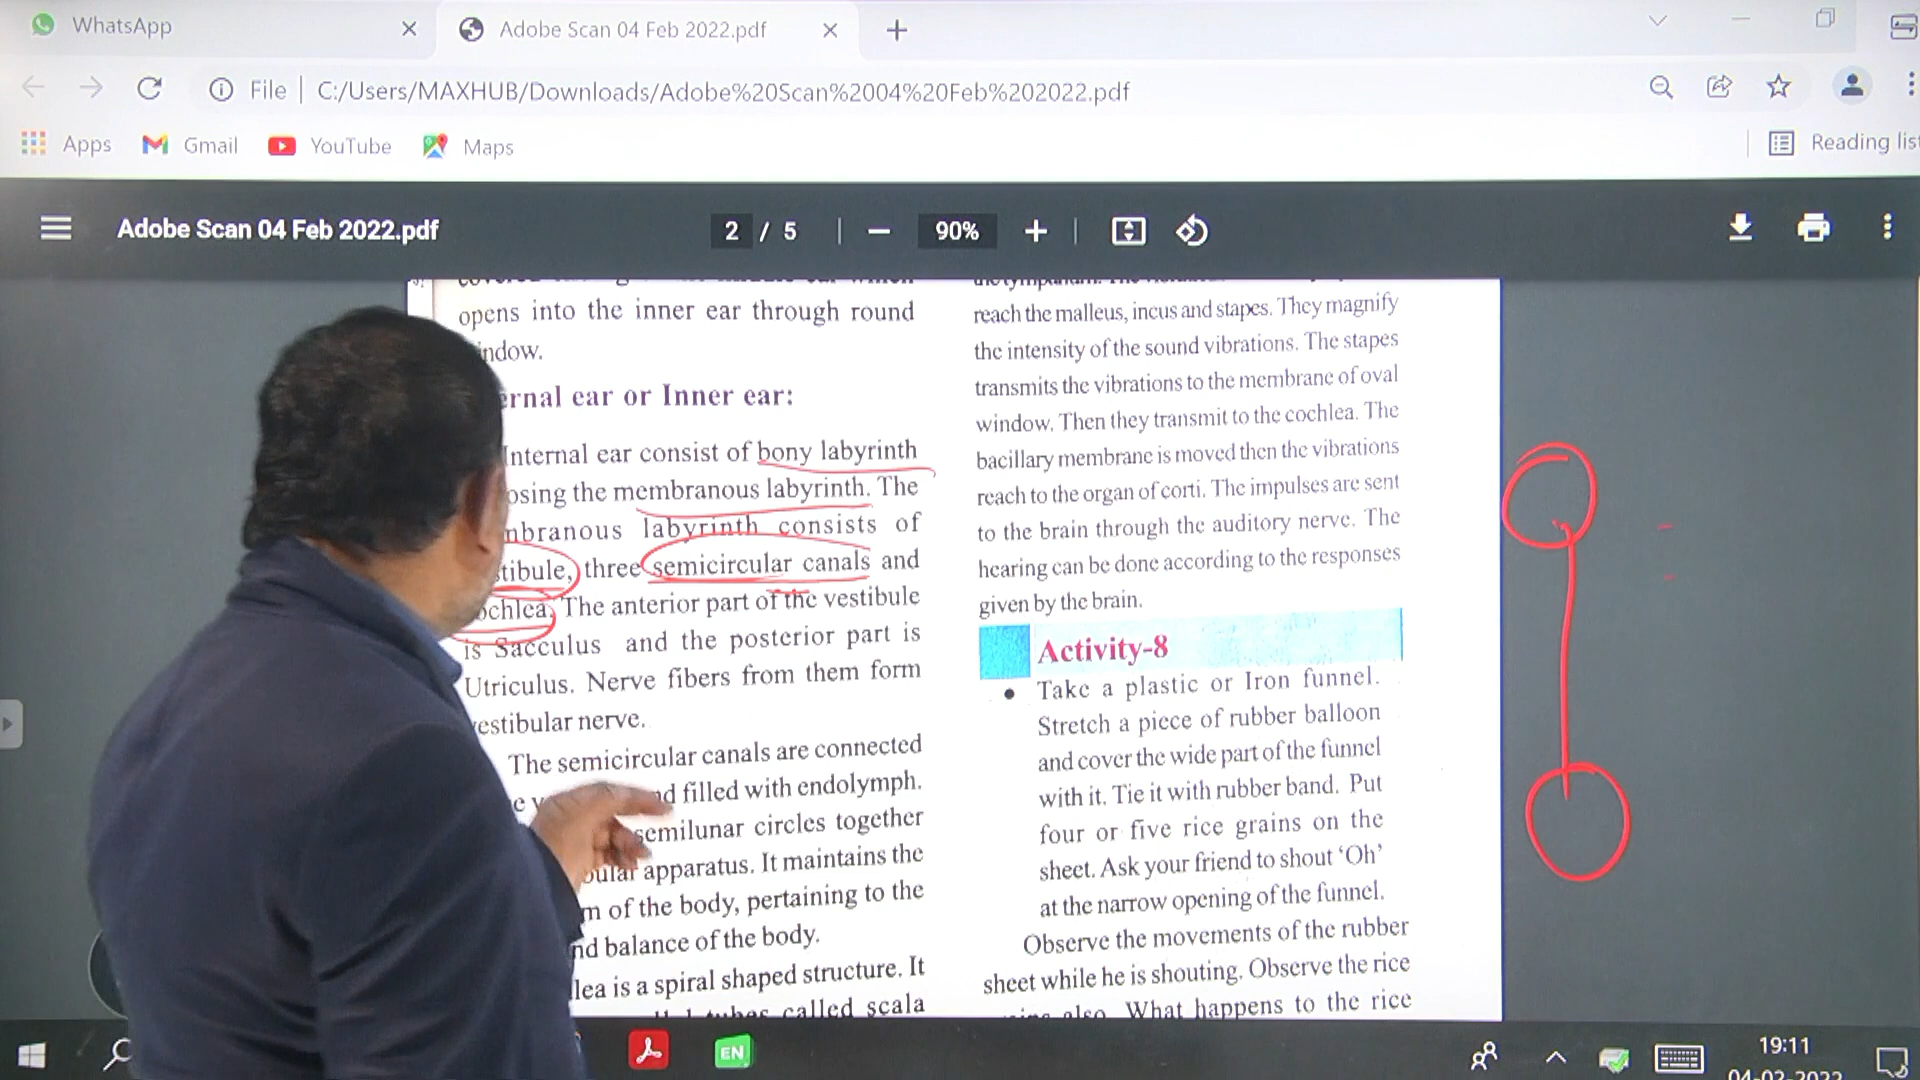 WhatsApp
Adobe Scan 04 Feb 2022.pdf
File
C:/Users/MAXHUB/Downloads/Adobe%20Scan%2004%20Feb%202022.pdf
Apps
Gmail
YouTube
Maps
Reading list
Adobe Scan 04 Feb 2022.pdf
2 / 5
90%
opens into the inner ear through round
ndow.
ernal ear or Inner ear:
Internal ear consist of bony labyrinth
osing the membranous labyrinth. The
nbranous labyrinth consists of
tibule, three semicircular canals and
ochlea. The anterior part of the vestibule
is Sacculus and the posterior part is
Utriculus. Nerve fibers from them form
estibular nerve.
The semicircular canals are connected
nd filled with endolymph.
semilunar circles together
bular apparatus. It maintains the
m of the body, pertaining to the
nd balance of the body.
lea is a spiral shaped structure. It
called scala
reach the malleus, incus and stapes. They magnify
the intensity of the sound vibrations. The stapes
transmits the vibrations to the membrane of oval
window. Then they transmit to the cochlea. The
bacillary membrane is moved then the vibrations
reach to the organ of corti. The impulses are sent
to the brain through the auditory nerve. The
hearing can be done according to the responses
given by the brain.
Activity-8
• Take a plastic or Iron funnel.
Stretch a piece of rubber balloon
and cover the wide part of the funnel
with it. Tie it with rubber band. Put
four or five rice grains on the
sheet. Ask your friend to shout ‘Oh’
at the narrow opening of the funnel.
Observe the movements of the rubber
sheet while he is shouting. Observe the rice
also. What happens to the rice
EN
19:11
04-02-2022